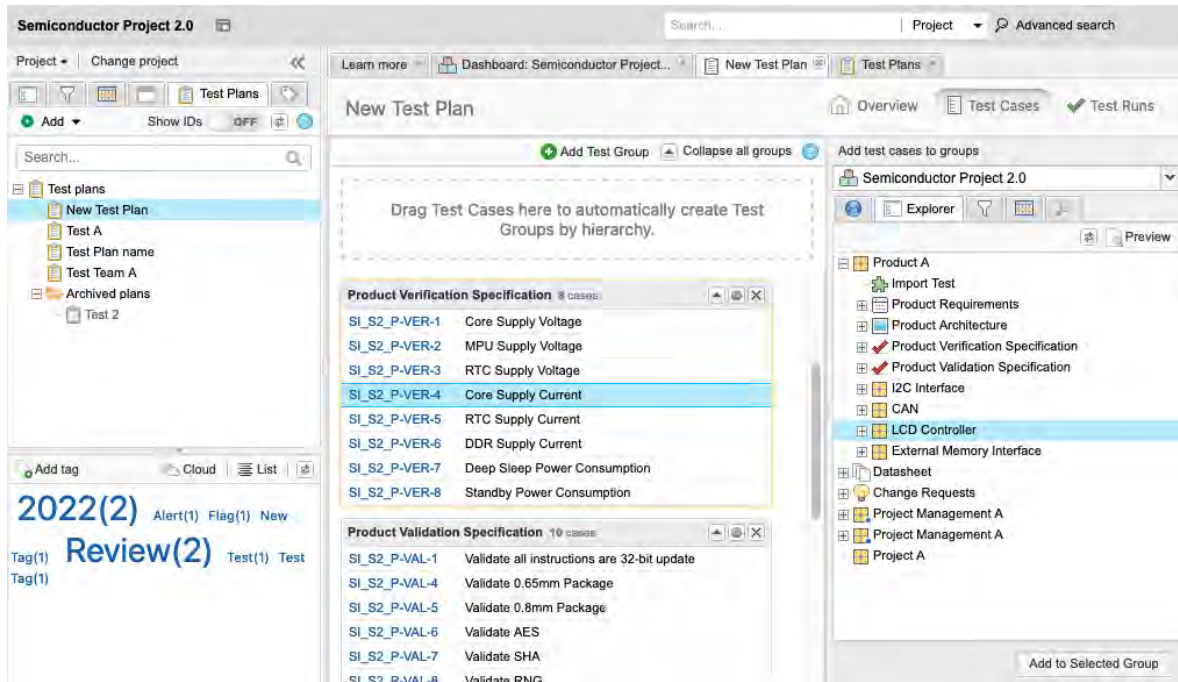 Semiconductor Project 2.0
Search... Project Advanced search
Project Change project
Test Plans
Add Show IDs OFF
Search...
Test plans
New Test Plan
Test A
Test Plan name
Test Team A
Archived plans
Test 2
Add tag Cloud List
2022(2) Alert(1) Flag(1) New
Tag(1) Review(2) Test(1) Test
Tag(1)
Learn more Dashboard: Semiconductor Project... New Test Plan Test Plans
New Test Plan
Overview Test Cases Test Runs
Add Test Group Collapse all groups
Drag Test Cases here to automatically create Test
Groups by hierarchy.
Product Verification Specification 8 cases
SI_S2_P-VER-1 Core Supply Voltage
SI_S2_P-VER-2 MPU Supply Voltage
SI_S2_P-VER-3 RTC Supply Voltage
SI_S2_P-VER-4 Core Supply Current
SI_S2_P-VER-5 RTC Supply Current
SI_S2_P-VER-6 DDR Supply Current
SI_S2_P-VER-7 Deep Sleep Power Consumption
SI_S2_P-VER-8 Standby Power Consumption
Product Validation Specification 10 cases
SI_S2_P-VAL-1 Validate all instructions are 32-bit update
SI_S2_P-VAL-4 Validate 0.65mm Package
SI_S2_P-VAL-5 Validate 0.8mm Package
SI_S2_P-VAL-6 Validate AES
SI_S2_P-VAL-7 Validate SHA
SI_S2_P-VAL-8 Validate RNG
Add test cases to groups
Semiconductor Project 2.0
Explorer
Preview
Product A
Import Test
Product Requirements
Product Architecture
Product Verification Specification
Product Validation Specification
I2C Interface
CAN
LCD Controller
External Memory Interface
Datasheet
Change Requests
Project Management A
Project Management A
Project A
Add to Selected Group